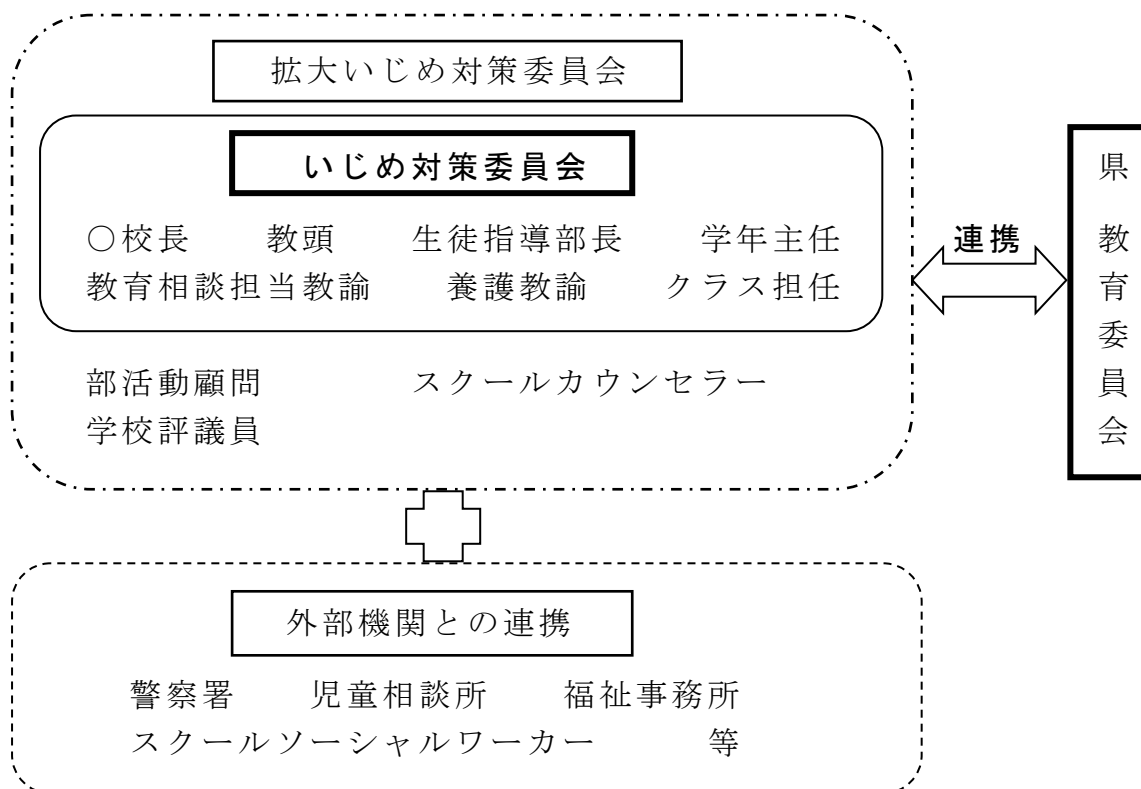 拡大いじめ対策委員会
いじめ対策委員会
○校長 教頭 生徒指導部長 学年主任
教育相談担当教諭 養護教諭 クラス担任
部活動顧問 スクールカウンセラー
学校評議員
連携
県教育委員会
外部機関との連携
警察署 児童相談所 福祉事務所
スクールソーシャルワーカー 等